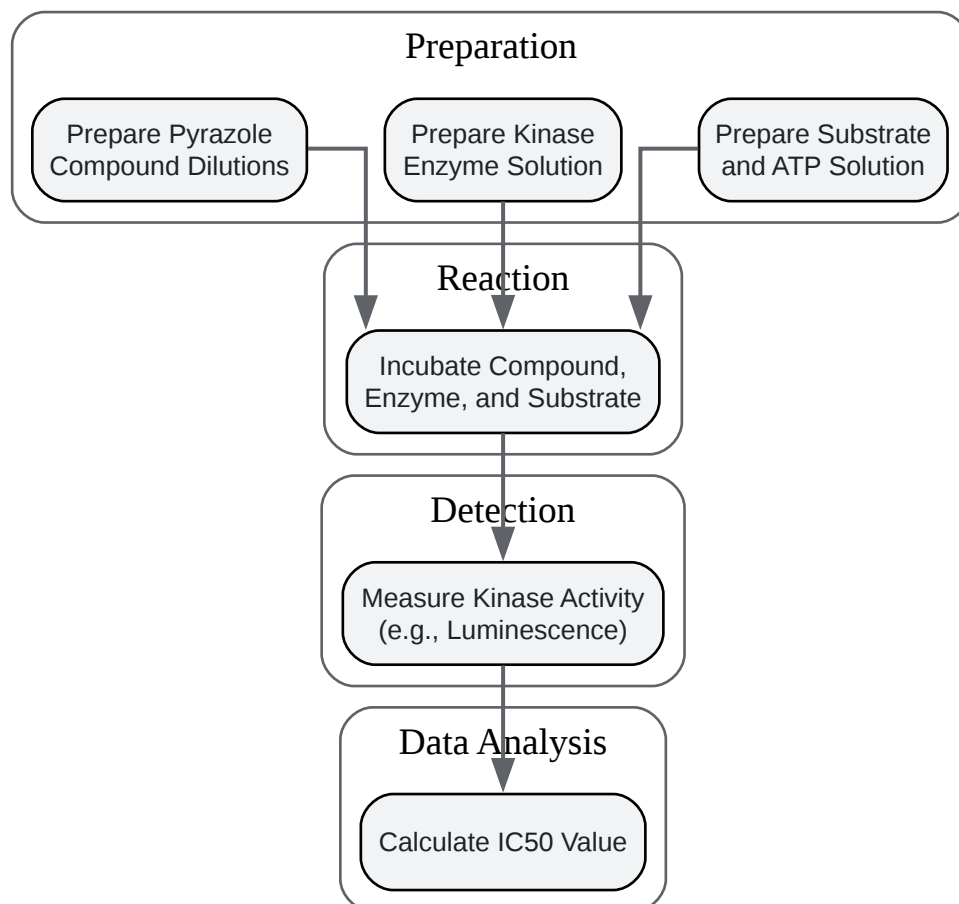 Preparation
Prepare Pyrazole
Compound Dilutions
Prepare Kinase
Enzyme Solution
Prepare Substrate
and ATP Solution
Reaction
Incubate Compound,
Enzyme, and Substrate
Detection
Measure Kinase Activity
(e.g., Luminescence)
Data Analysis
Calculate IC50 Value